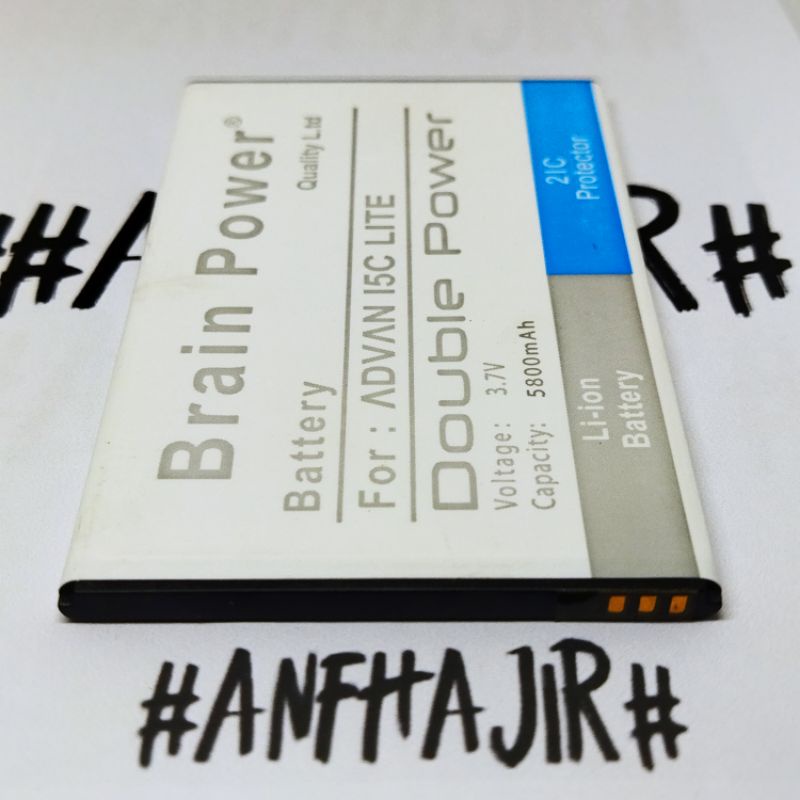 Brain Power®
Quality Ltd
Battery
For : ADVAN I5C LITE
Double Power
Voltage: 3.7V
Capacity: 5800mAh
2IC
Protector
Li-ion
Battery
#ANFHAJIR#